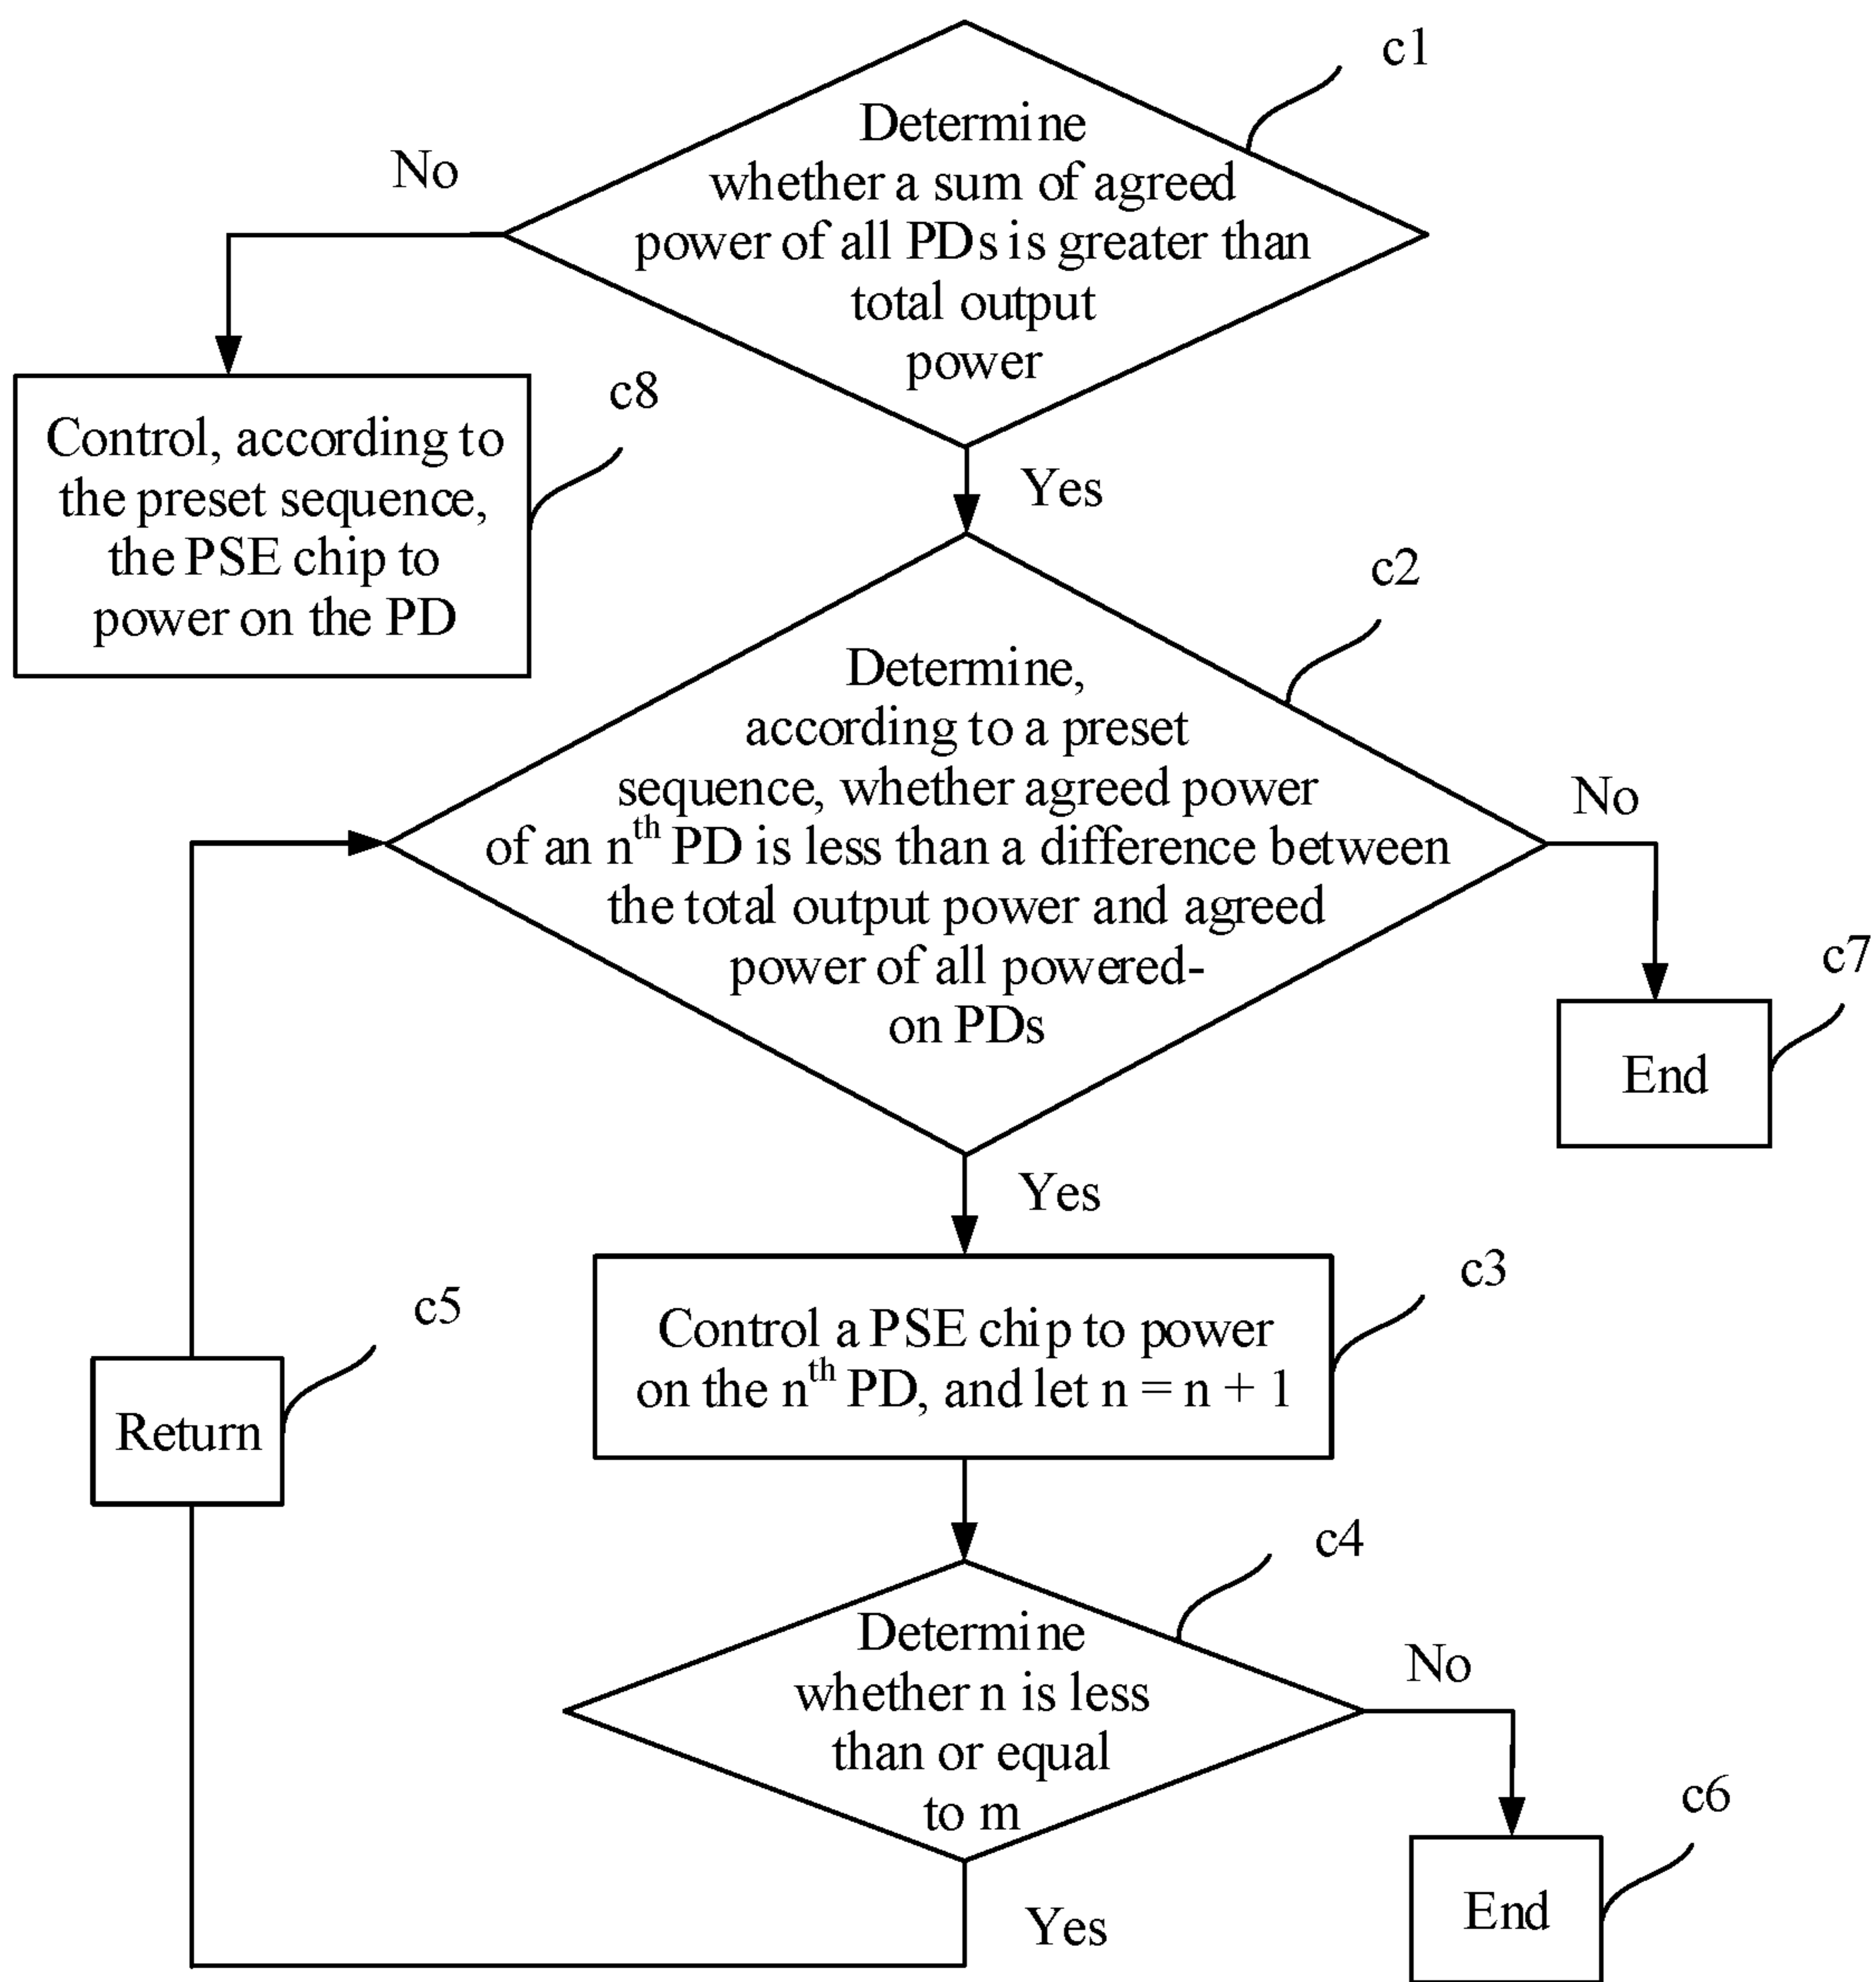 c1
Determine
whether a sum of agreed
power of all PDs is greater than
total output
power
No
Yes
c8
Control, according to
the preset sequence,
the PSE chip to
power on the PD
c2
Determine,
according to a preset
sequence, whether agreed power
of an nth PD is less than a difference between
the total output power and agreed
power of all powered-
on PDs
No
c7
End
Yes
c3
Control a PSE chip to power
on the nth PD, and let n = n + 1
c5
Return
c4
Determine
whether n is less
than or equal
to m
No
c6
End
Yes